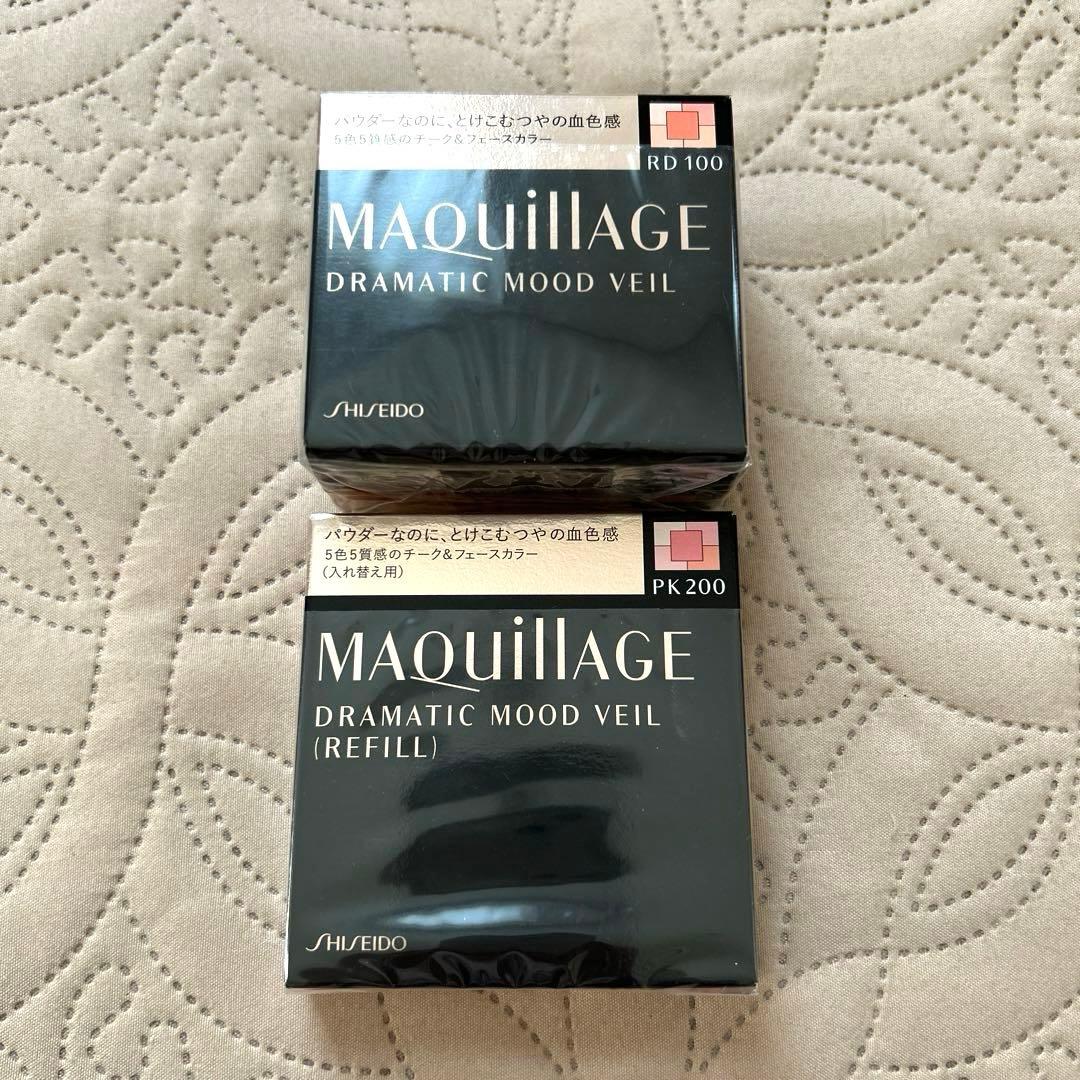 パウダーなのに、とけこむつやの血色感
5色5質感のチーク&フェースカラー
RD 100
MAQuillAGE
DRAMATIC MOOD VEIL
SHISEIDO
パウダーなのに、とけこむつやの血色感
5色5質感のチーク&フェースカラー
(入れ替え用)
PK 200
MAQuillAGE
DRAMATIC MOOD VEIL
(REFILL)
SHISEIDO